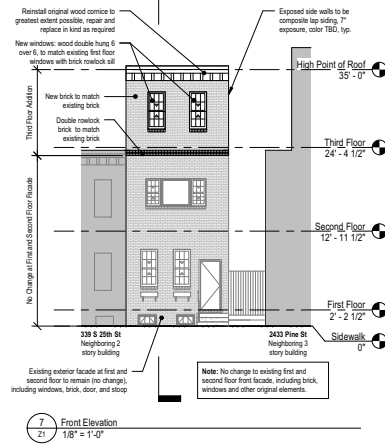 Reinstall original wood cornice to
greatest extent possible, repair and
replace in kind as required
New windows: wood double hung 6
over 6, to match existing first floor
windows with brick rowlock sill
Exposed side walls to be
composite lap siding, 7"
exposure, color TBD, typ.
High Point of Roof
35' - 0"
Third Floor Addition
New brick to match
existing brick
Double rowlock
brick to match
existing brick
Third Floor
24' - 4 1/2"
No Change at First and Second Floor Facade
Second Floor
12' - 11 1/2"
First Floor
2' - 2 1/2"
Sidewalk
0"
339 S 25th St
Neighboring 2
story building
2433 Pine St
Neighboring 3
story building
Existing exterior facade at first and
second floor to remain (no change),
including windows, brick, door, and stoop
Note: No change to existing first and
second floor front facade, including brick,
windows and other original elements.
7
Z1
Front Elevation
1/8" = 1'-0"